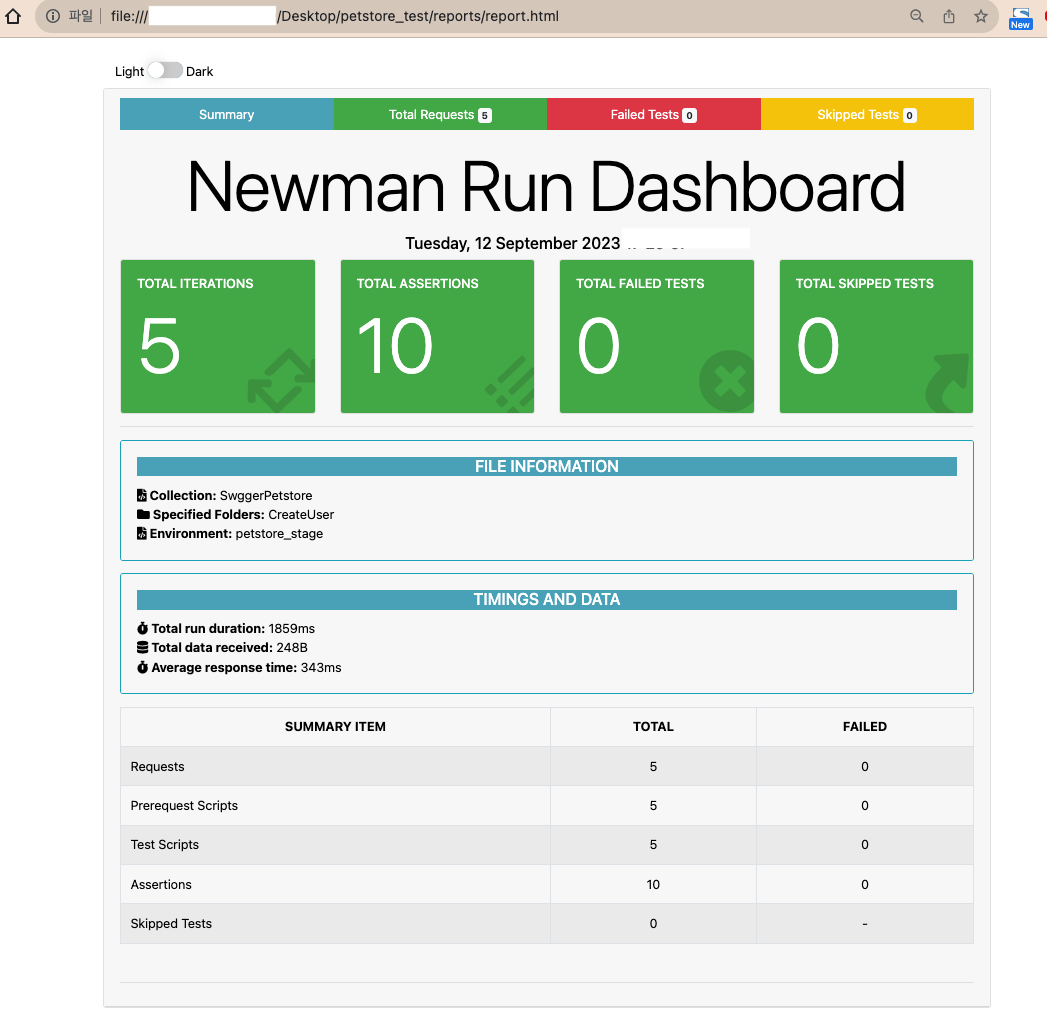 파일 file:/// /Desktop/petstore_test/reports/report.html
New
Light Dark
Summary Total Requests 5 Failed Tests 0 Skipped Tests 0
Newman Run Dashboard
Tuesday, 12 September 2023
TOTAL ITERATIONS TOTAL ASSERTIONS TOTAL FAILED TESTS TOTAL SKIPPED TESTS
5 10 0 0
FILE INFORMATION
Collection: SwggerPetstore
Specified Folders: CreateUser
Environment: petstore_stage
TIMINGS AND DATA
Total run duration: 1859ms
Total data received: 248B
Average response time: 343ms
SUMMARY ITEM TOTAL FAILED
Requests 5 0
Prerequest Scripts 5 0
Test Scripts 5 0
Assertions 10 0
Skipped Tests 0 -